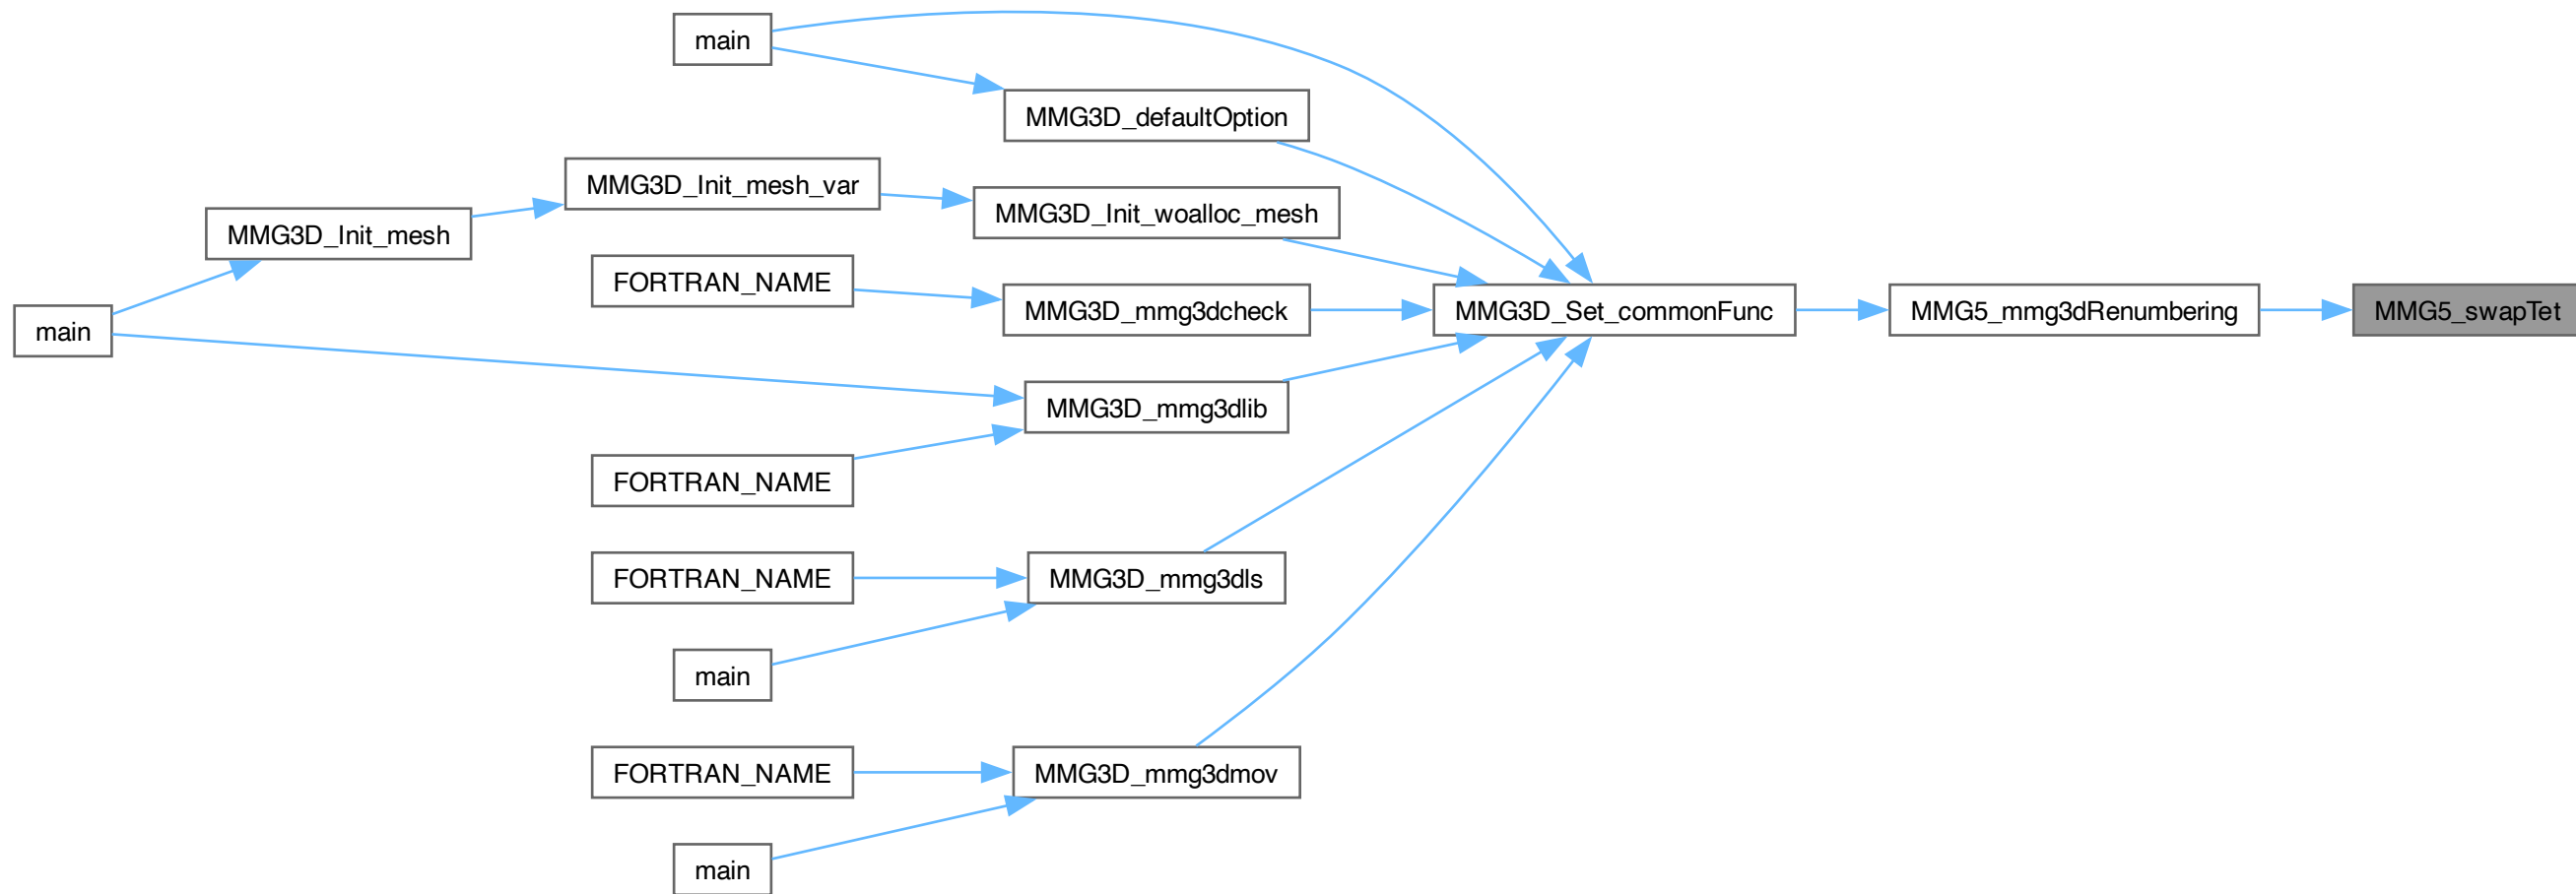 main
MMG3D_defaultOption
MMG3D_Init_mesh_var
MMG3D_Init_woalloc_mesh
MMG3D_Init_mesh
FORTRAN_NAME
MMG3D_mmg3dcheck
MMG3D_Set_commonFunc
MMG5_mmg3dRenumbering
MMG5_swapTet
main
MMG3D_mmg3dlib
FORTRAN_NAME
FORTRAN_NAME
MMG3D_mmg3dls
main
FORTRAN_NAME
MMG3D_mmg3dmov
main